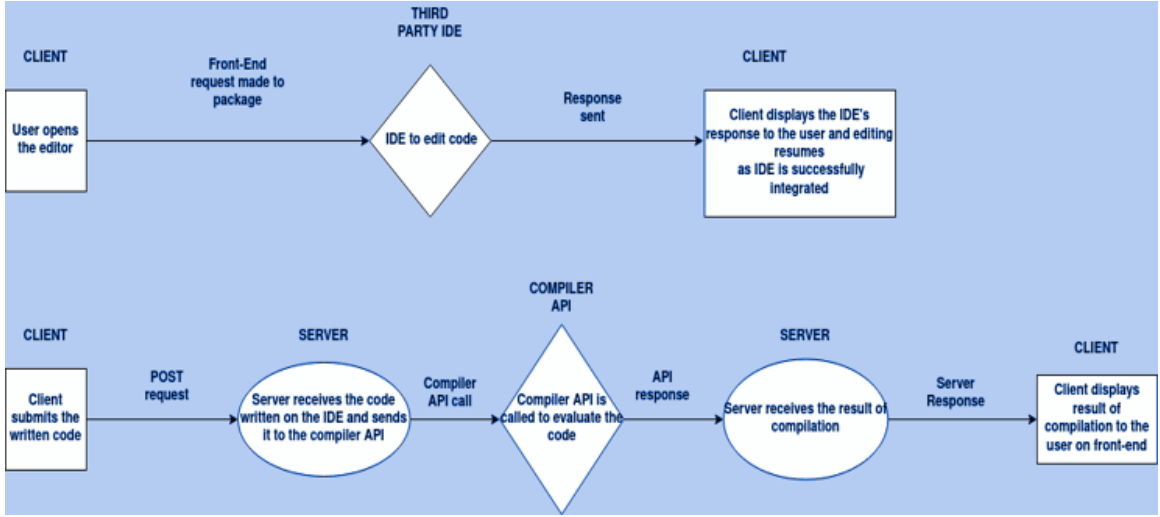 THIRD
PARTY IDE
CLIENT
Front-End
request made to
package
CLIENT
User opens
the editor
IDE to edit code
Response
sent
Client displays the IDE's
response to the user and editing
resumes
as IDE is successfully
integrated
COMPILER
API
CLIENT
SERVER
SERVER
CLIENT
Client
submits the
written code
POST
request
Server receives the code
written on the IDE and sends
it to the compiler API
Compiler
API call
Compiler API is
called to evaluate the
code
API
response
Server receives the result of
compilation
Server
Response
Client displays
result of
compilation to the
user on front-end